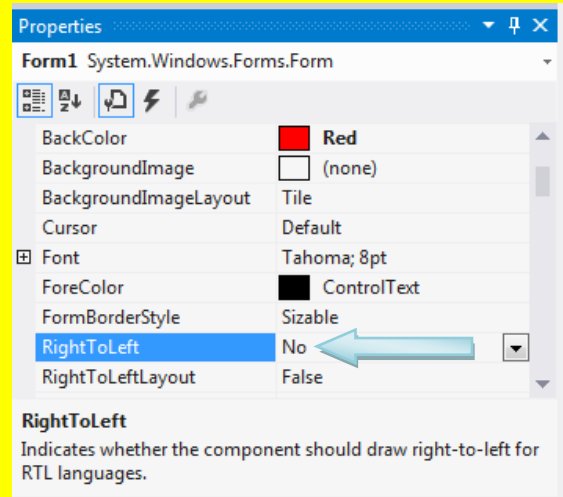 Properties
Form1 System.Windows.Forms.Form
BackColor Red
BackgroundImage (none)
BackgroundImageLayout Tile
Cursor Default
Font Tahoma; 8pt
ForeColor ControlText
FormBorderStyle Sizable
RightToLeft No
RightToLeftLayout False
RightToLeft
Indicates whether the component should draw right-to-left for
RTL languages.